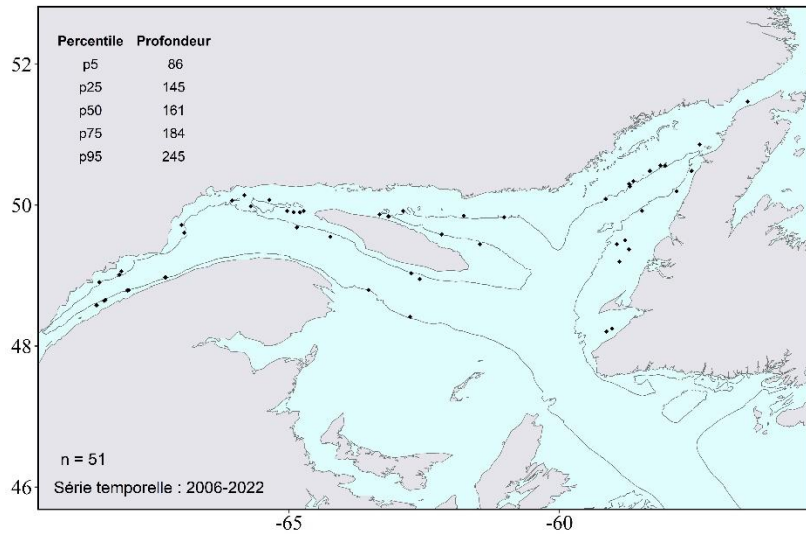 Percentile Profondeur
p5 86
p25 145
p50 161
p75 184
p95 245
52
50
48
46
n = 51
Série temporelle : 2006-2022
-65 -60